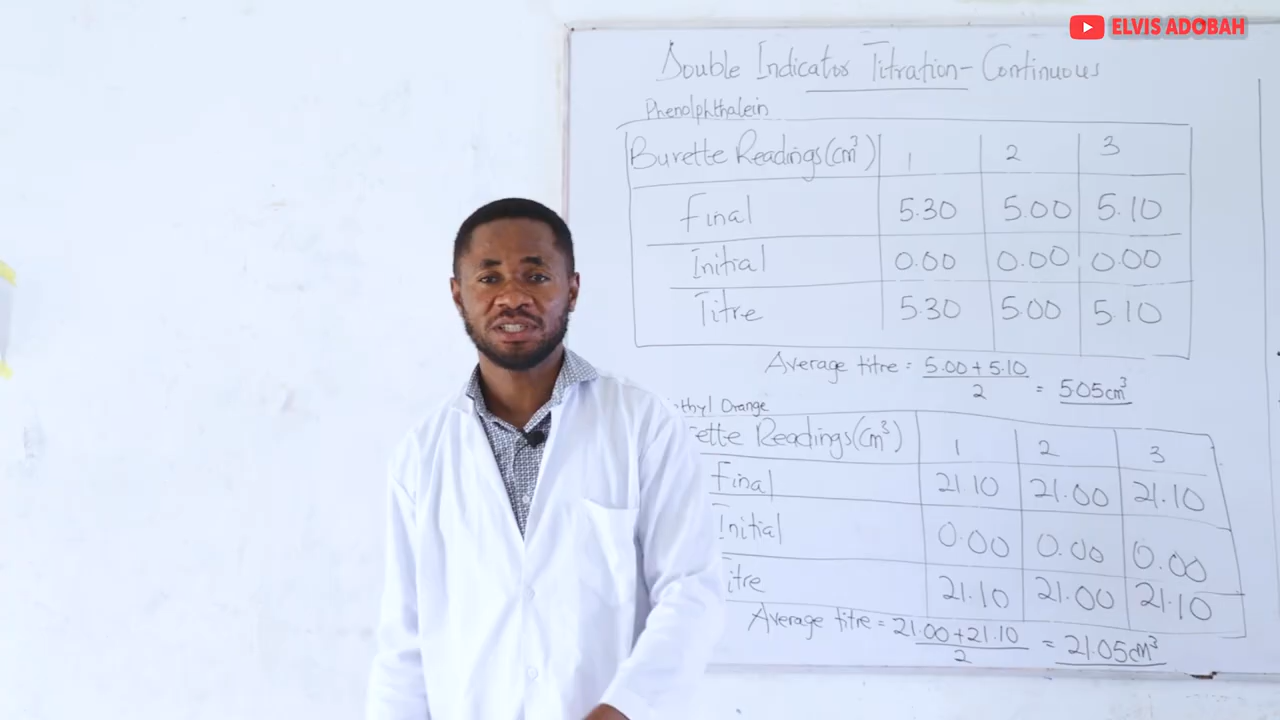 ELVIS ADOBAH
Double Indicator Titration - Continuous
Phenolphthalein
Burette Readings (cm³) 1 2 3
Final 5.30 5.00 5.10
Initial 0.00 0.00 0.00
Titre 5.30 5.00 5.10
Average titre = 5.00 + 5.10 / 2 = 5.05cm³
thyl Orange
ette Readings (cm³) 1 2 3
Final 21.10 21.00 21.10
Initial 0.00 0.00 0.00
itre 21.10 21.00 21.10
Average titre = 21.00 + 21.10 / 2 = 21.05cm³